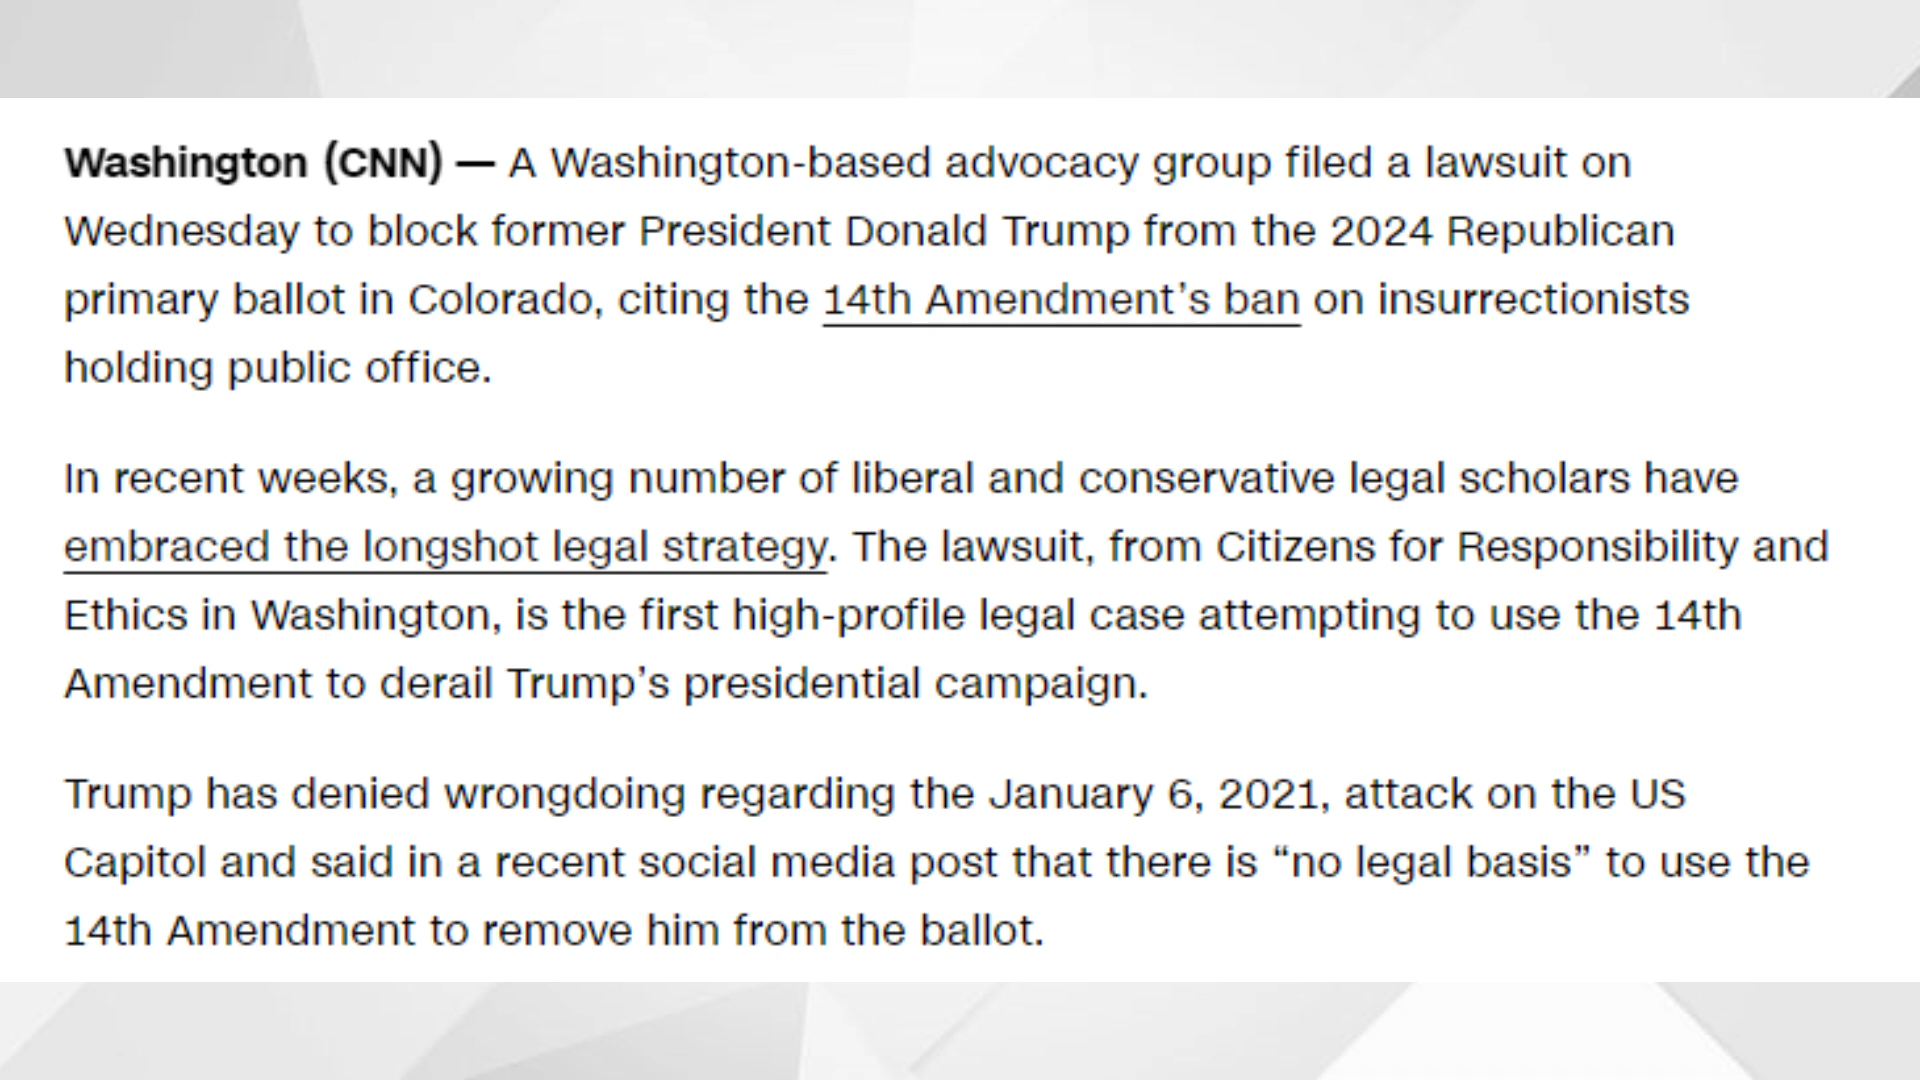 Washington (CNN) — A Washington-based advocacy group filed a lawsuit on
Wednesday to block former President Donald Trump from the 2024 Republican
primary ballot in Colorado, citing the 14th Amendment’s ban on insurrectionists
holding public office.
In recent weeks, a growing number of liberal and conservative legal scholars have
embraced the longshot legal strategy. The lawsuit, from Citizens for Responsibility and
Ethics in Washington, is the first high-profile legal case attempting to use the 14th
Amendment to derail Trump’s presidential campaign.
Trump has denied wrongdoing regarding the January 6, 2021, attack on the US
Capitol and said in a recent social media post that there is “no legal basis” to use the
14th Amendment to remove him from the ballot.